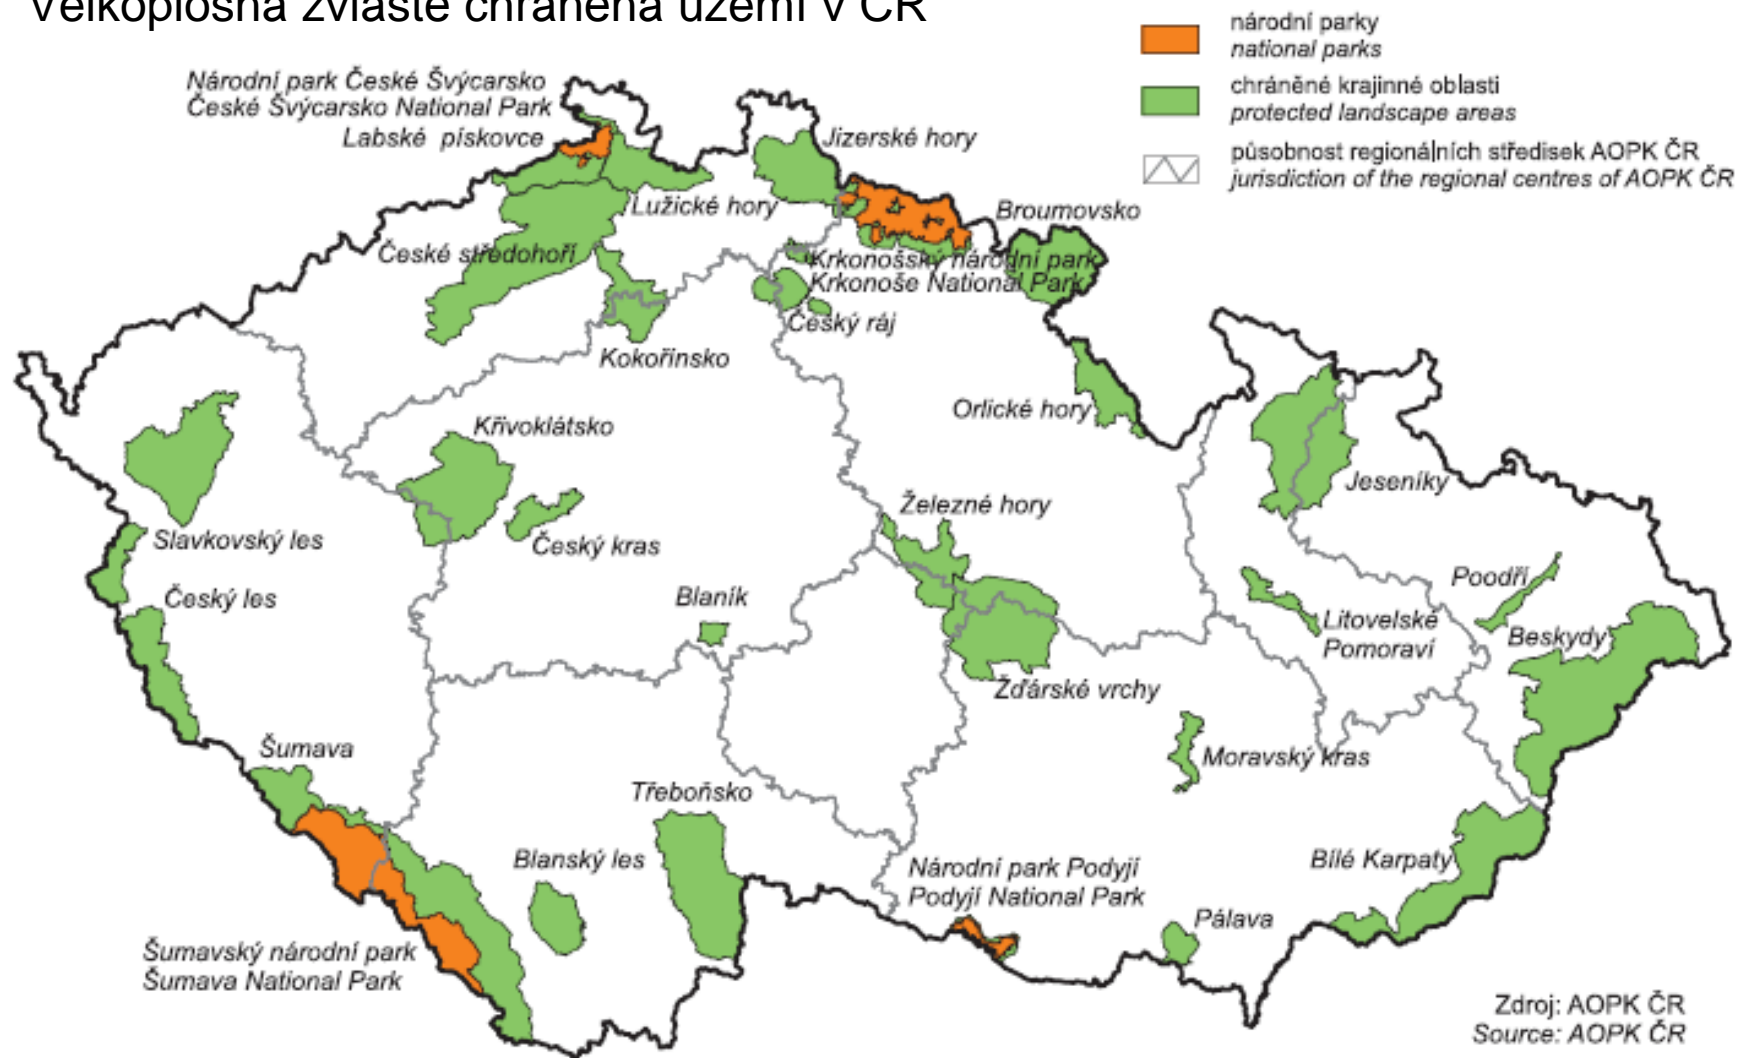 Velkoplošná zvláště chráněná území v ČR
národní parky
national parks
chráněné krajinné oblasti
protected landscape areas
působnost regionálních středisek AOPK ČR
jurisdiction of the regional centres of AOPK ČR
Národní park České Švýcarsko
České Švýcarsko National Park
Labské pískovce
Jizerské hory
Lužické hory
Broumovsko
České středohoří
Krkonošský národní park
Krkonoše National Park
Český ráj
Kokořínsko
Orlické hory
Křivoklátsko
Jeseníky
Železné hory
Slavkovský les
Český kras
Poodří
Český les
Blaník
Litovelské
Pomoraví
Beskydy
Žďárské vrchy
Šumava
Moravský kras
Třeboňsko
Blanský les
Národní park Podyjí
Podyjí National Park
Bílé Karpaty
Pálava
Šumavský národní park
Šumava National Park
Zdroj: AOPK ČR
Source: AOPK ČR